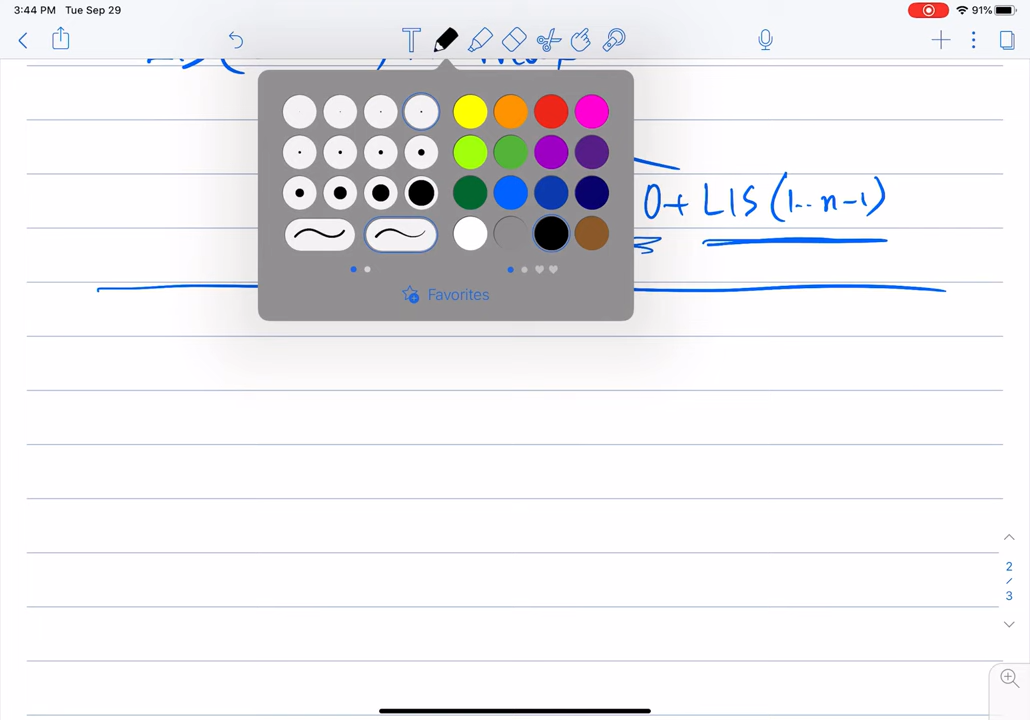 3:44 PM Tue Sep 29
91%
T
0 + LIS (1.. n-1)
Favorites
2
/
3